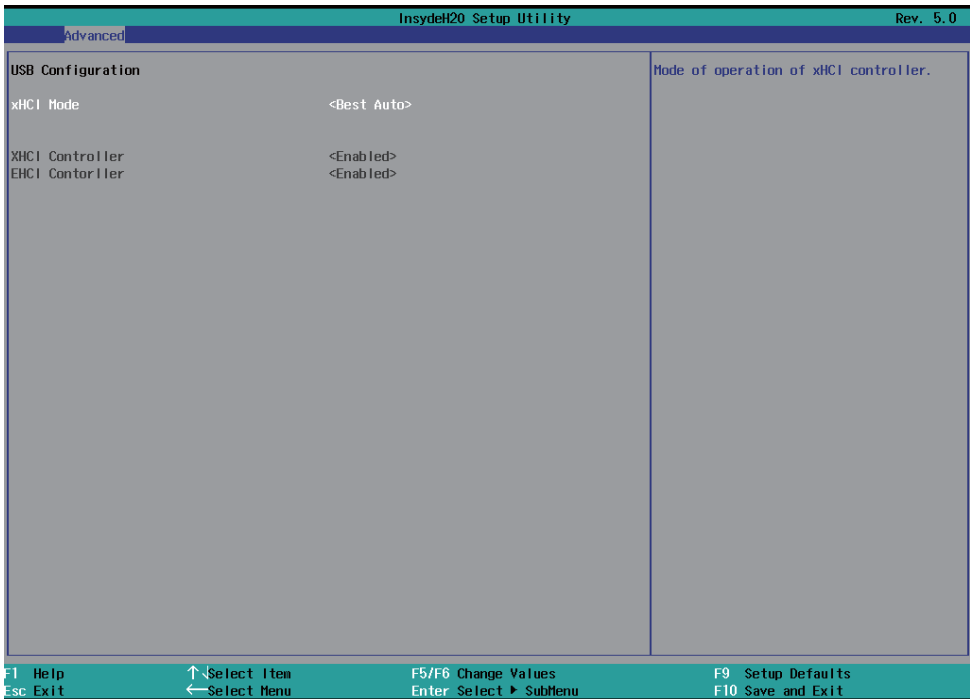 InsydeH20 Setup Utility Rev. 5.0
Advanced
USB Configuration
Mode of operation of xHCI controller.
xHCI Mode <Best Auto>
XHCI Controller <Enabled>
EHCI Contorller <Enabled>
F1 Help ↑↓Select Item F5/F6 Change Values F9 Setup Defaults
Esc Exit ←Select Menu Enter Select ▶ SubMenu F10 Save and Exit